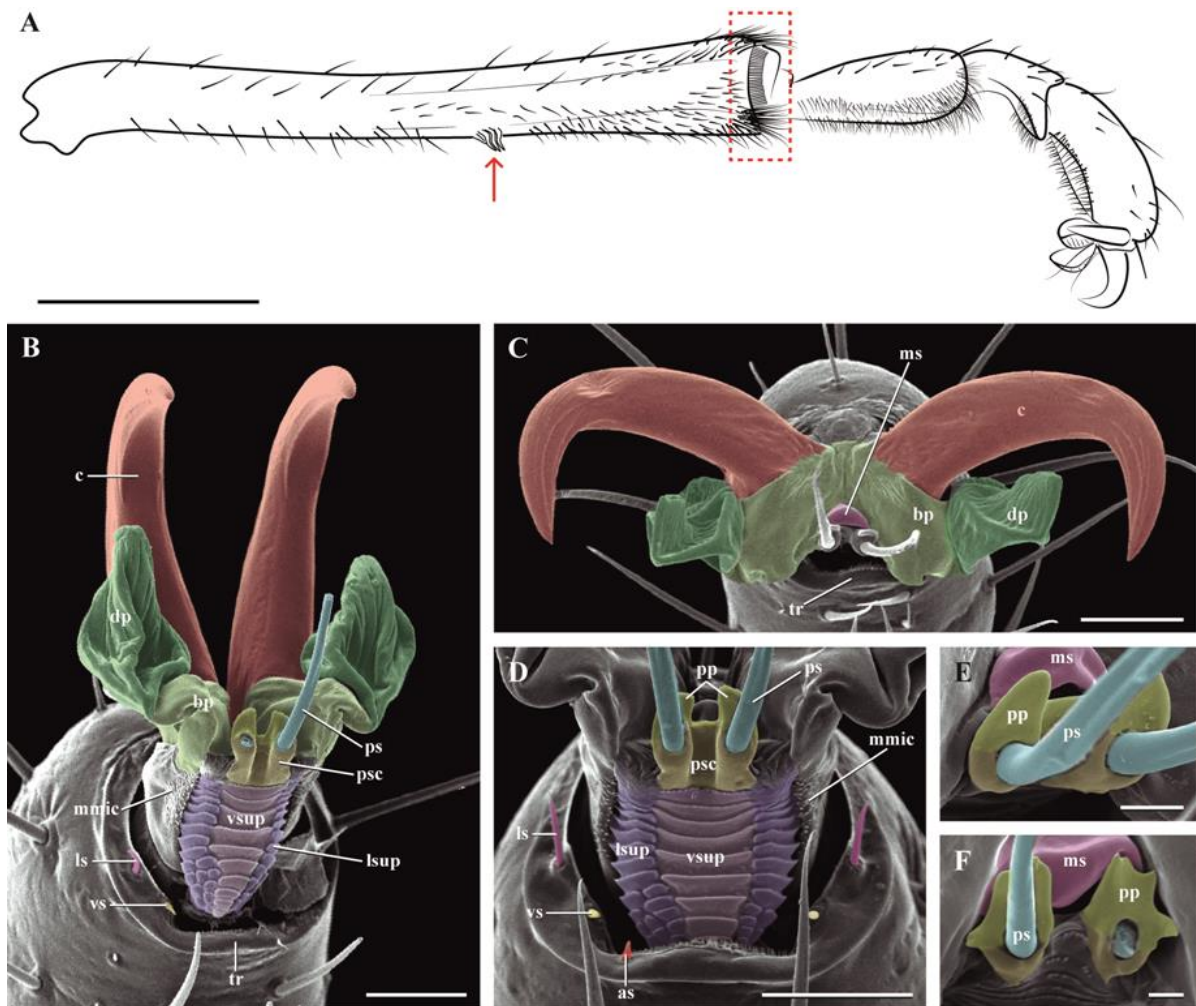 A
B
c
dp
bp
ps
psc
mmic
vsup
ls
lsup
vs
tr
C
ms
c
bp
dp
tr
D
pp
ps
psc
mmic
ls
lsup
vsup
vs
as
E
ms
pp
ps
F
ms
pp
ps